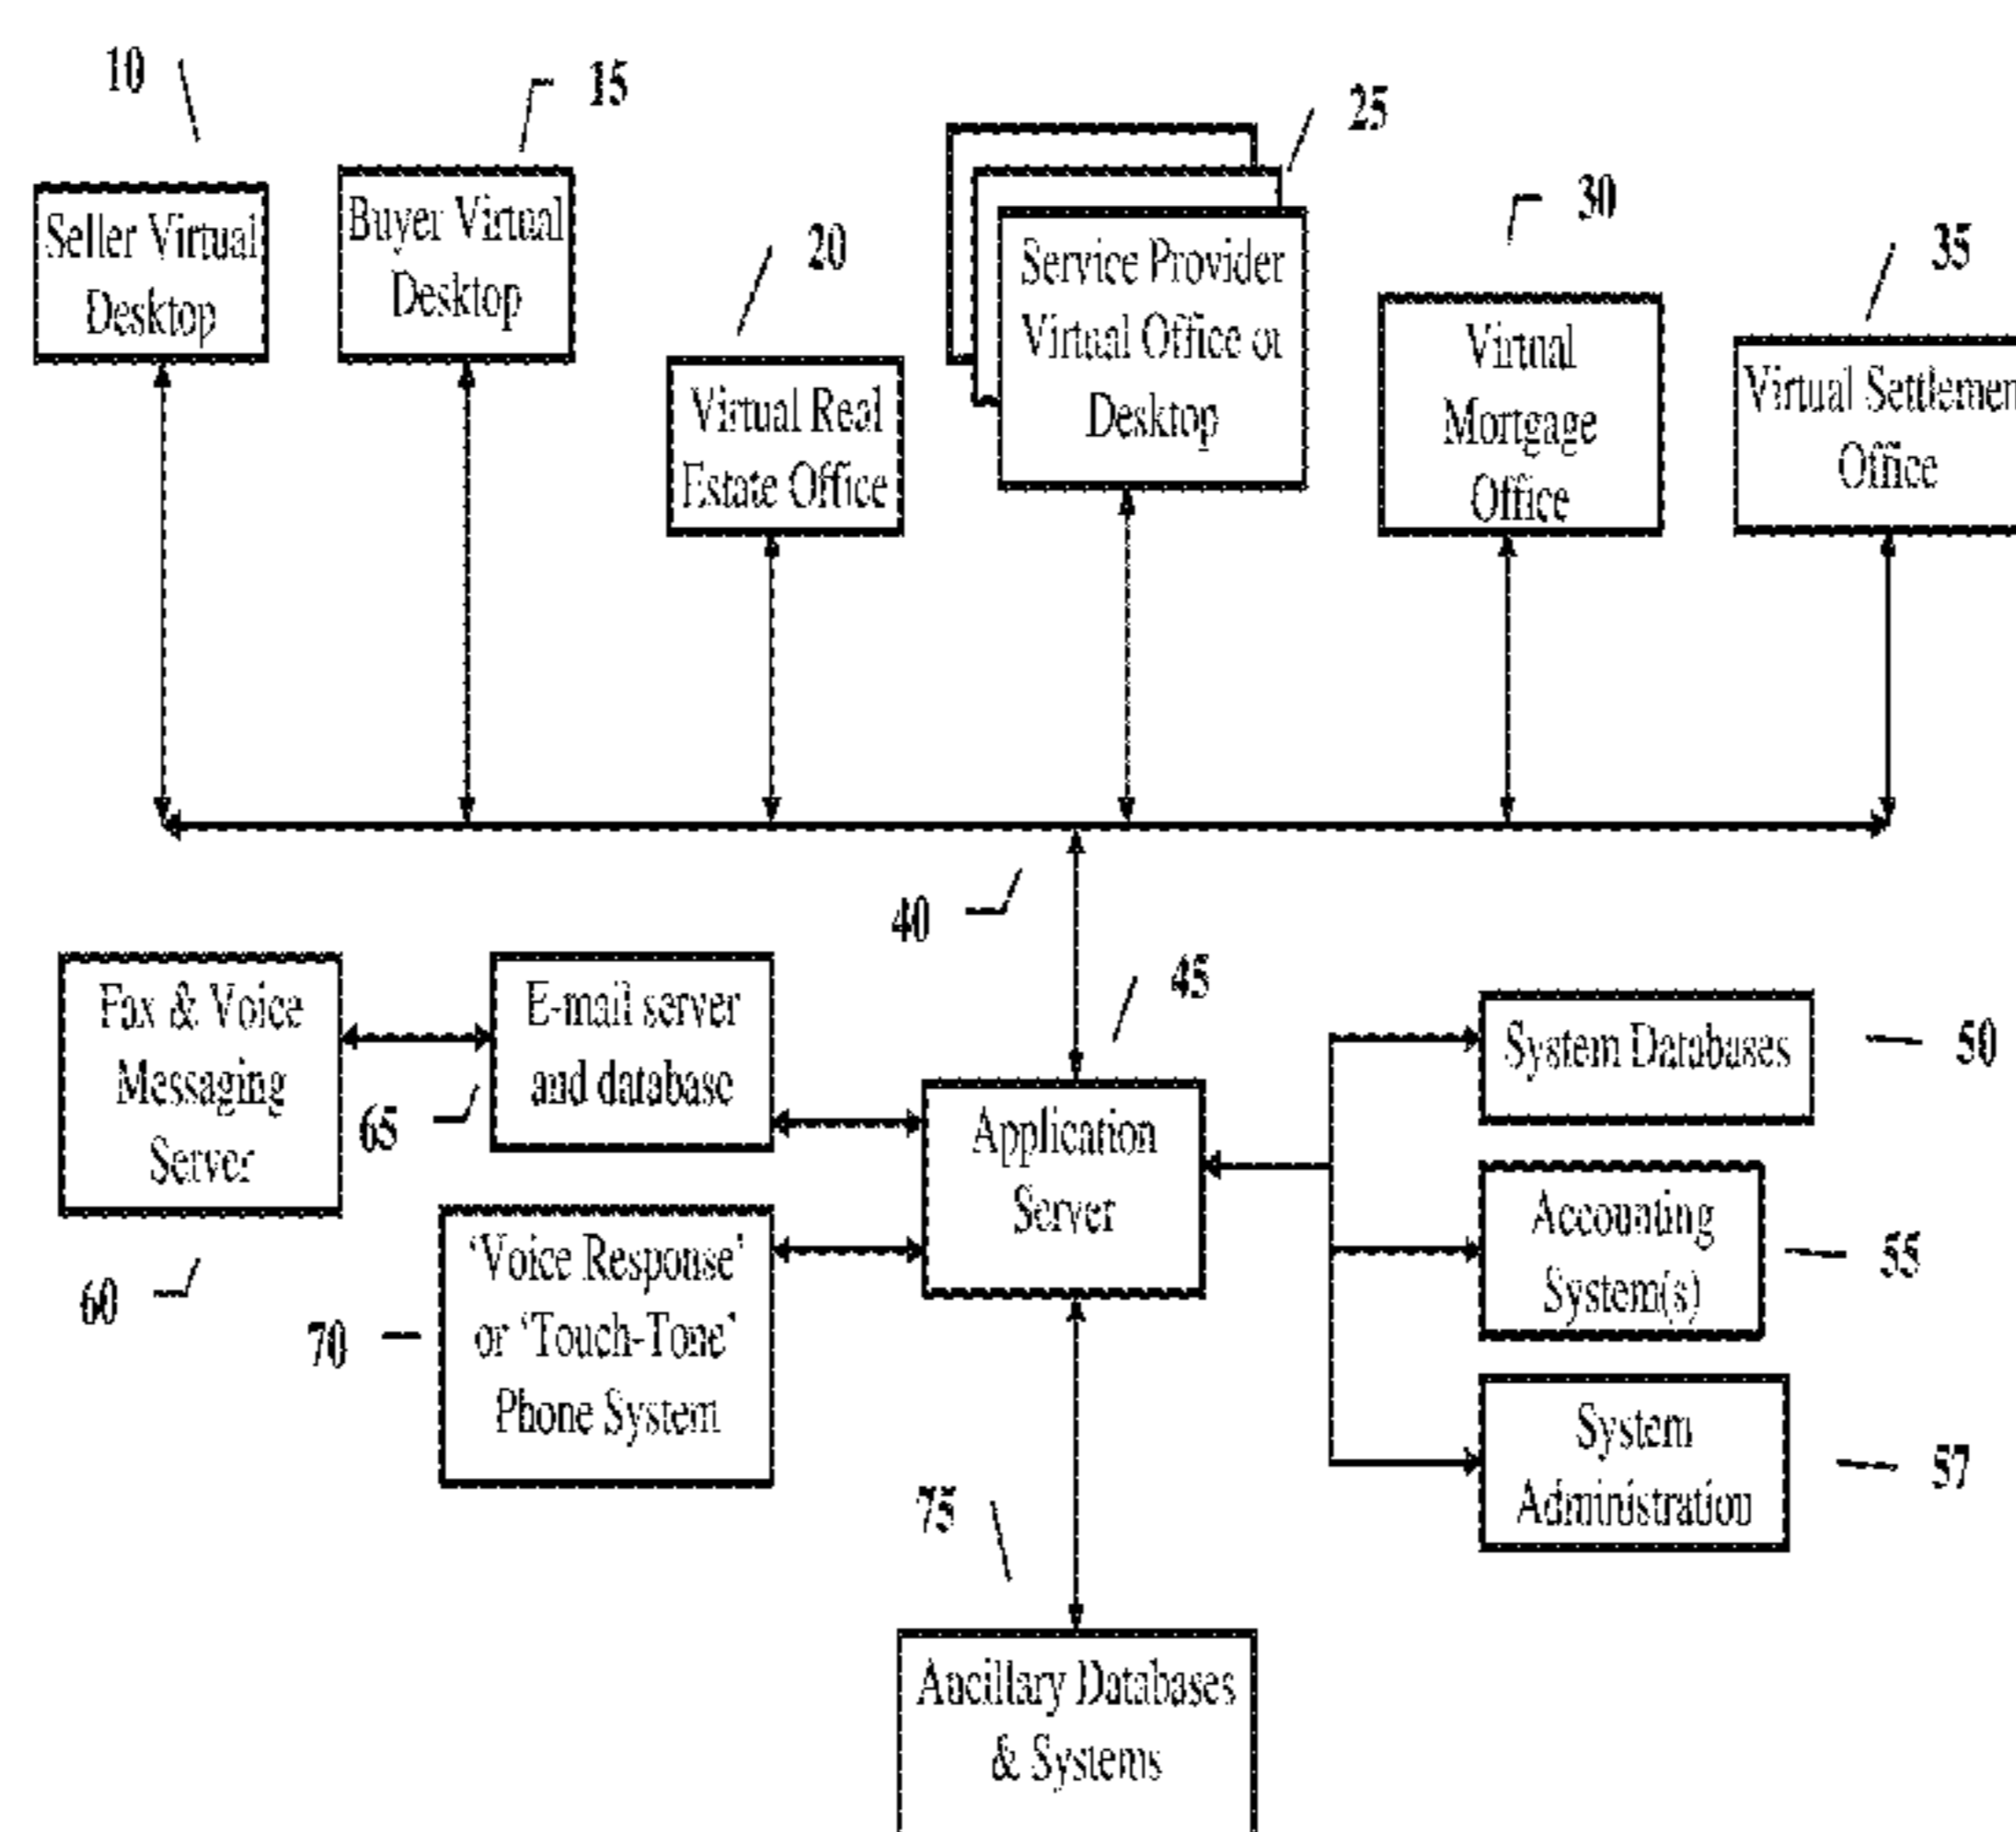 10
15
25
30
20
35
Seller Virtual
Desktop
Buyer Virtual
Desktop
Virtual Real
Estate Office
Service Provider
Virtual Office or
Desktop
Virtual
Mortgage
Office
Virtual Settlemen
Office
40
45
Fax & Voice
Messaging
Server
60
E-mail server
and database
65
'Voice Response'
or 'Touch-Tone'
Phone System
70
Application
Server
System Databases
50
Accounting
System(s)
55
System
Administration
57
75
Ancillary Databases
& Systems